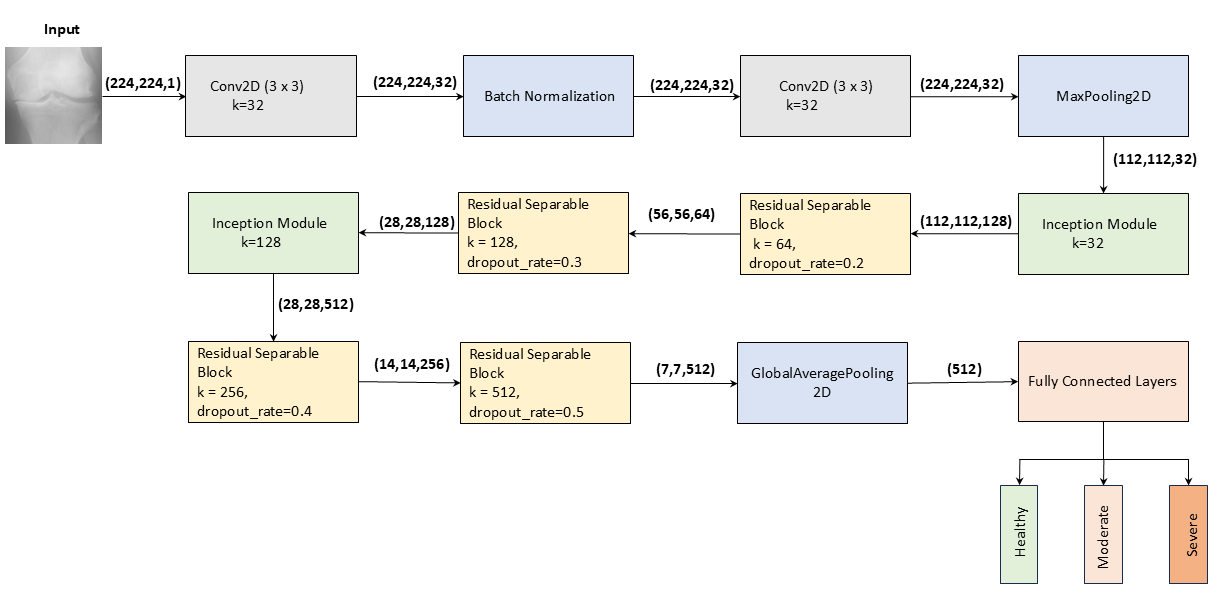 Input
(224,224,1)
Conv2D (3 x 3)
k=32
(224,224,32)
Batch Normalization
(224,224,32)
Conv2D (3 x 3)
k=32
(224,224,32)
MaxPooling2D
(112,112,32)
Inception Module
k=32
(112,112,128)
Residual Separable
Block
k = 64,
dropout_rate=0.2
(56,56,64)
Residual Separable
Block
k = 128,
dropout_rate=0.3
(28,28,128)
Inception Module
k=128
(28,28,512)
Residual Separable
Block
k = 256,
dropout_rate=0.4
(14,14,256)
Residual Separable
Block
k = 512,
dropout_rate=0.5
(7,7,512)
GlobalAveragePooling
2D
(512)
Fully Connected Layers
Healthy
Moderate
Severe